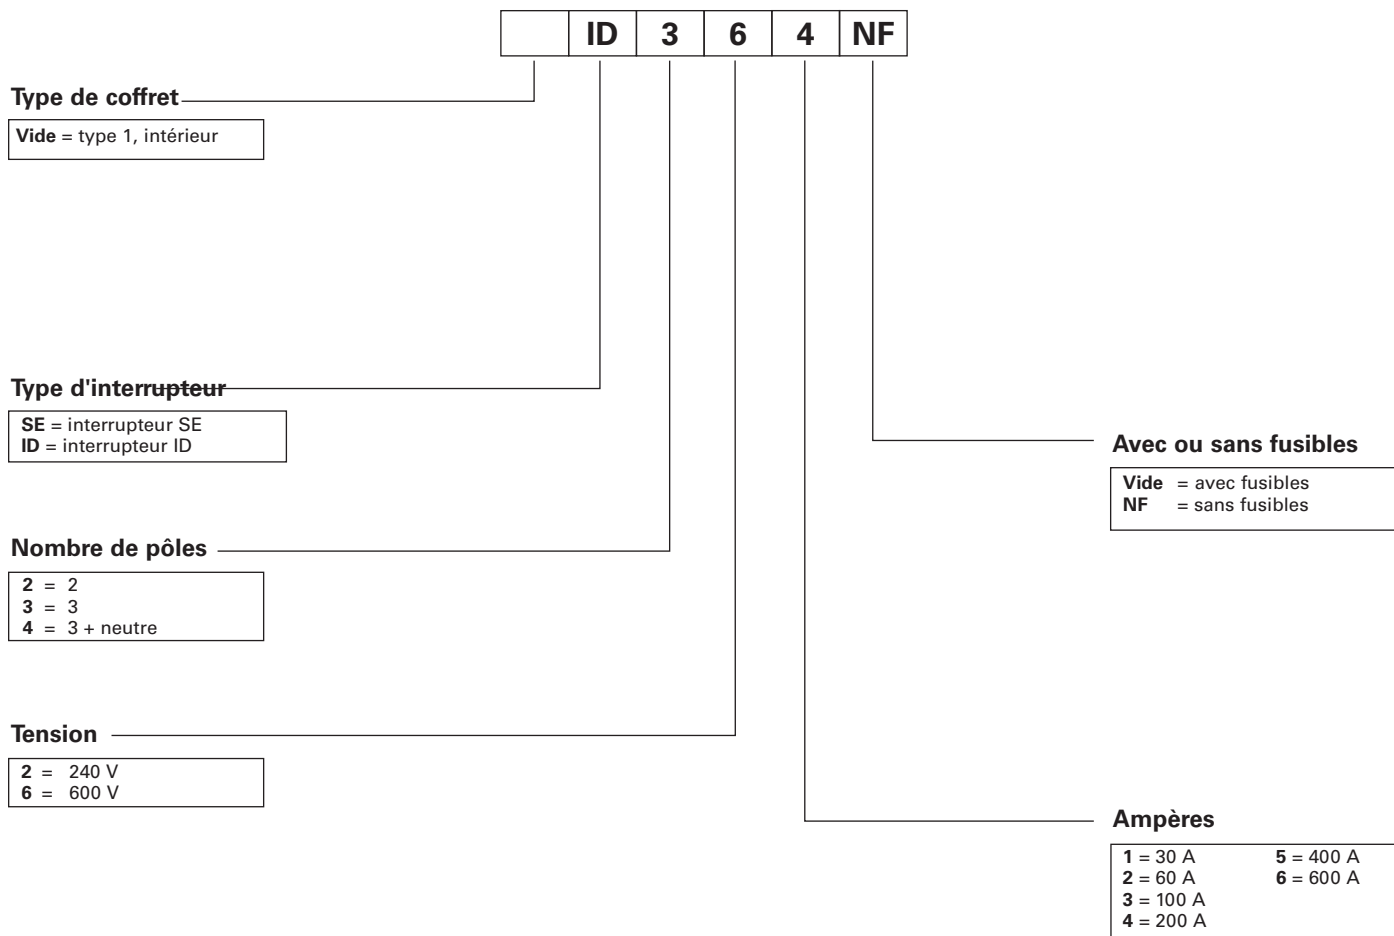 ID 3 6 4 NF
Type de coffret
Vide = type 1, intérieur
Type d'interrupteur
SE = interrupteur SE
ID = interrupteur ID
Avec ou sans fusibles
Vide = avec fusibles
NF = sans fusibles
Nombre de pôles
2 = 2
3 = 3
4 = 3 + neutre
Tension
2 = 240 V
6 = 600 V
Ampères
1 = 30 A 5 = 400 A
2 = 60 A 6 = 600 A
3 = 100 A
4 = 200 A